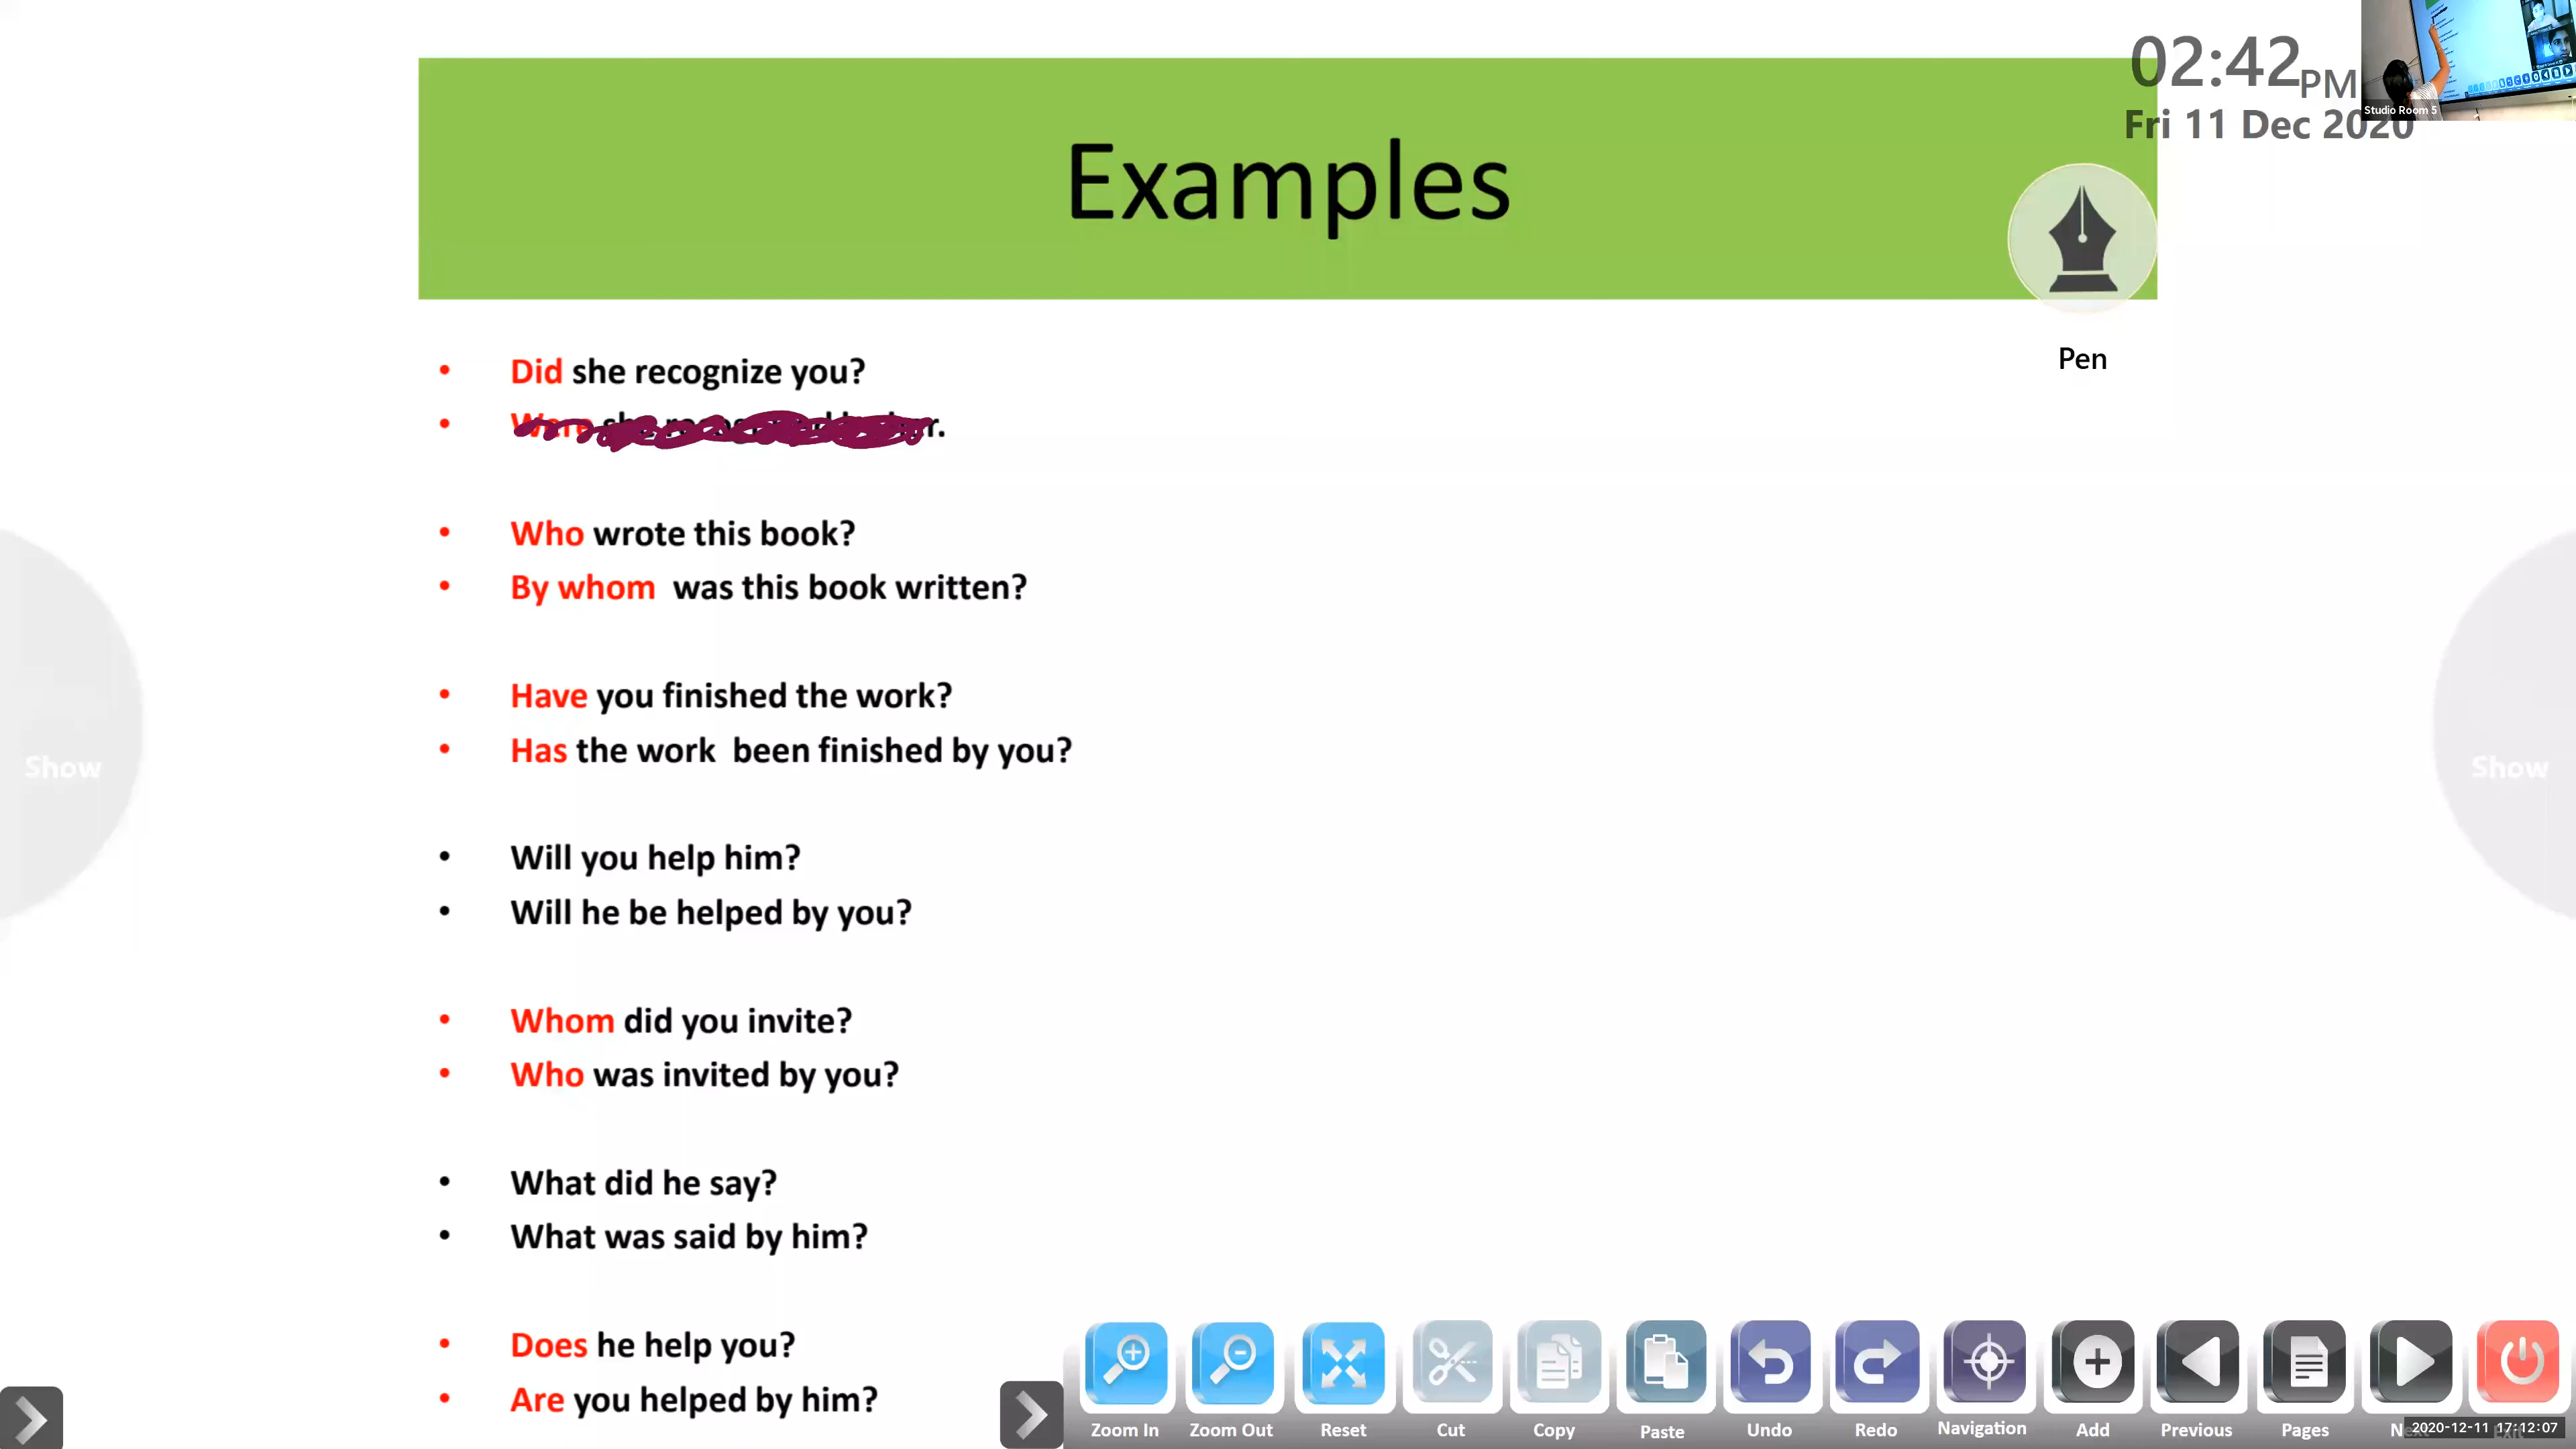 02:42 PM
Fri 11 Dec 2020
Studio Room 5
Examples
Pen
• Did she recognize you?
• Were she
• Who wrote this book?
• By whom was this book written?
• Have you finished the work?
• Has the work been finished by you?
Show
Show
• Will you help him?
• Will he be helped by you?
• Whom did you invite?
• Who was invited by you?
• What did he say?
• What was said by him?
• Does he help you?
• Are you helped by him?
Zoom In Zoom Out Reset Cut Copy Paste Undo Redo Navigation Add Previous Pages
2020-12-11 17:12:07